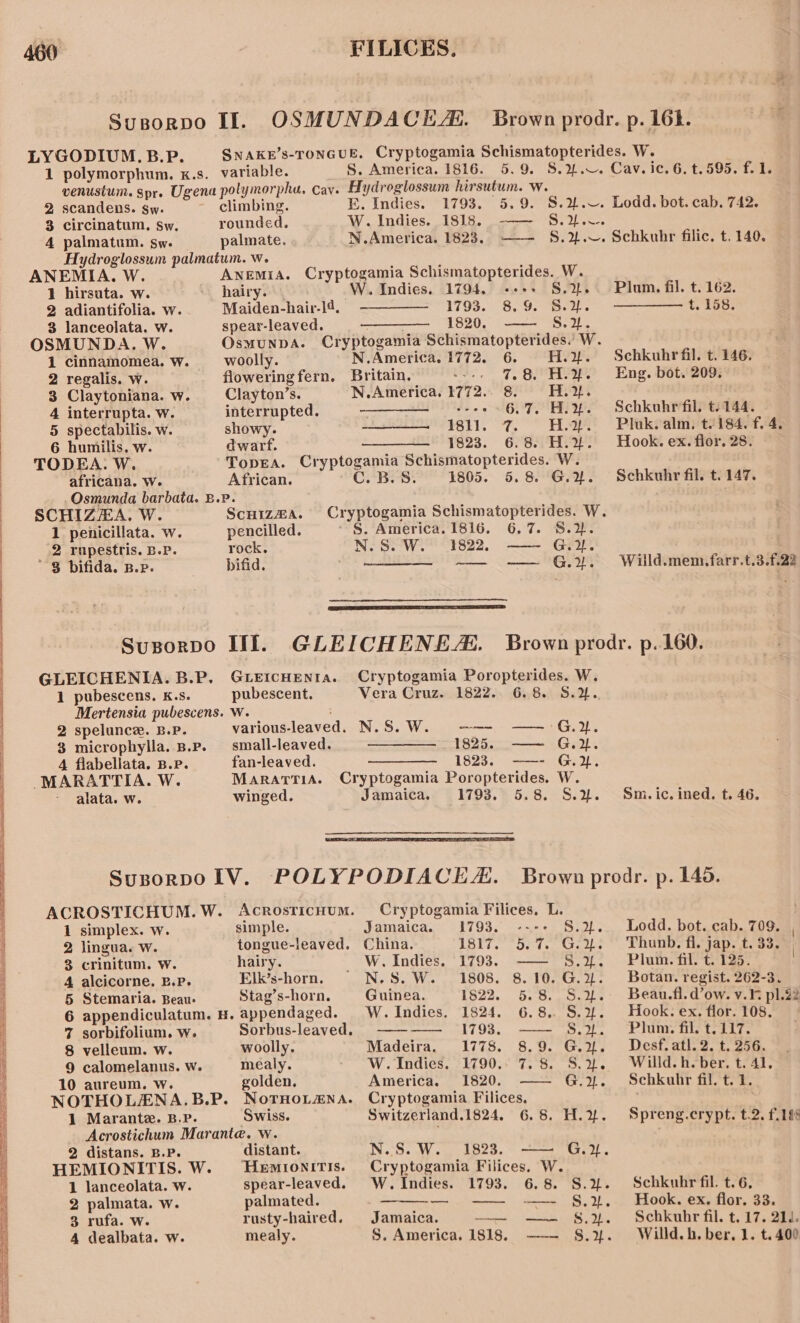 460 FILICES.
Subordo II. OSMUNDACEÆ. Brown prodr. p. 161.
LYGODIUM. B.P. Snake's-tongue. Cryptogamia Schismatopterides. W.
1 polymorphum. K.S. variable. S. America. 1816. 5. 9. S.♃.⌣. Cav. ic. 6. t. 595. f. 1.
venustum. spr. Ugena polymorpha. Cav. Hydroglossum hirsutum. W.
2 scandens. Sw. climbing. E. Indies. 1793. 5. 9. S.♃.⌣. Lodd. bot. cab. 742.
3 circinatum. Sw. rounded. W. Indies. 1818. —— S.♃.⌣.
4 palmatum. Sw. palmate. N.America. 1823. —— S.♃.⌣. Schkuhr filic. t. 140.
Hydroglossum palmatum. W.
ANEMIA. W. Anemia. Cryptogamia Schismatopterides. W.
1 hirsuta. W. hairy. W. Indies. 1794. .... S.♃. Plum. fil. t. 162.
2 adiantifolia. W. Maiden-hair-ld. ——— 1793. 8. 9. S.♃. ——— t. 158.
3 lanceolata. W. spear-leaved. ——— 1820. —— S.♃.
OSMUNDA. W. Osmunda. Cryptogamia Schismatopterides. W.
1 cinnamomea. W. woolly. N.America. 1772. 6. H.♃. Schkuhr fil. t. 146.
2 regalis. W. flowering fern. Britain. .... 7. 8. H.♃. Eng. bot. 209.
3 Claytoniana. W. Clayton's. N.America. 1772. 8. H.♃.
4 interrupta. W. interrupted. ——— .... 6. 7. H.♃. Schkuhr fil. t. 144.
5 spectabilis. W. showy. ——— 1811. 7. H.♃. Pluk. alm. t. 184. f. 4.
6 humilis. W. dwarf. ——— 1823. 6. 8. H.♃. Hook. ex. flor. 28.
TODEA. W. Todea. Cryptogamia Schismatopterides. W.
africana. W. African. C. B. S. 1805. 5. 8. G.♃. Schkuhr fil. t. 147.
Osmunda barbata. B.P.
SCHIZÆA. W. Schizæa. Cryptogamia Schismatopterides. W.
1 penicillata. W. pencilled. S. America. 1816. 6. 7. S.♃.
2 rupestris. B.P. rock. N. S. W. 1822. —— G.♃.
3 bifida. B.P. bifid. ——— —— —— G.♃. Willd. mem. farr. t. 3. f. 22
Subordo III. GLEICHENEÆ. Brown prodr. p. 160.
GLEICHENIA. B.P. Gleichenia. Cryptogamia Poropterides. W.
1 pubescens. K.S. pubescent. Vera Cruz. 1822. 6. 8. S.♃.
Mertensia pubescens. W.
2 speluncæ. B.P. various-leaved. N. S. W. —— —— G.♃.
3 microphylla. B.P. small-leaved. ——— 1825. —— G.♃.
4 flabellata. B.P. fan-leaved. ——— 1823. —— G.♃.
MARATTIA. W. Marattia. Cryptogamia Poropterides. W.
alata. W. winged. Jamaica. 1793. 5. 8. S.♃. Sm. ic. ined. t. 46.
Subordo IV. POLYPODIACEÆ. Brown prodr. p. 145.
ACROSTICHUM. W. Acrostichum. Cryptogamia Filices. L.
1 simplex. W. simple. Jamaica. 1793. .... S.♃. Lodd. bot. cab. 709.
2 lingua. W. tongue-leaved. China. 1817. 5. 7. G.♃. Thunb. fl. jap. t. 33.
3 crinitum. W. hairy. W. Indies. 1793. —— S.♃. Plum. fil. t. 125.
4 alcicorne. B.P. Elk's-horn. N. S. W. 1808. 8. 10. G.♃. Botan. regist. 262-3.
5 Stemaria. Beau. Stag's-horn. Guinea. 1822. 5. 8. S.♃. Beau. fl. d'ow. v. 1. pl. 2
6 appendiculatum. H. appendaged. W. Indies. 1824. 6. 8. S.♃. Hook. ex. flor. 108.
7 sorbifolium. W. Sorbus-leaved. —— —— 1793. —— S.♃. Plum. fil. t. 117.
8 velleum. W. woolly. Madeira. 1778. 8. 9. G.♃. Desf. atl. 2. t. 256.
9 calomelanus. W. mealy. W. Indies. 1790. 7. 8. S.♃. Willd. h. ber. t. 41.
10 aureum. W. golden. America. 1820. —— G.♃. Schkuhr fil. t. 1.
NOTHOLÆNA. B.P. Notholæna. Cryptogamia Filices.
1 Marantæ. B.P. Swiss. Switzerland. 1824. 6. 8. H.♃. Spreng. crypt. t. 2. f.
Acrostichum Marantæ. W.
2 distans. B.P. distant. N. S. W. 1823. —— G.♃.
HEMIONITIS. W. Hemionitis. Cryptogamia Filices. W.
1 lanceolata. W. spear-leaved. W. Indies. 1793. 6. 8. S.♃. Schkuhr fil. t. 6.
2 palmata. W. palmated. ——— —— —— S.♃. Hook. ex. flor. 33.
3 rufa. W. rusty-haired. Jamaica. —— —— S.♃. Schkuhr fil. t. 17. 21.
4 dealbata. W. mealy. S. America. 1818. —— S.♃. Willd. h. ber. 1. t. 40